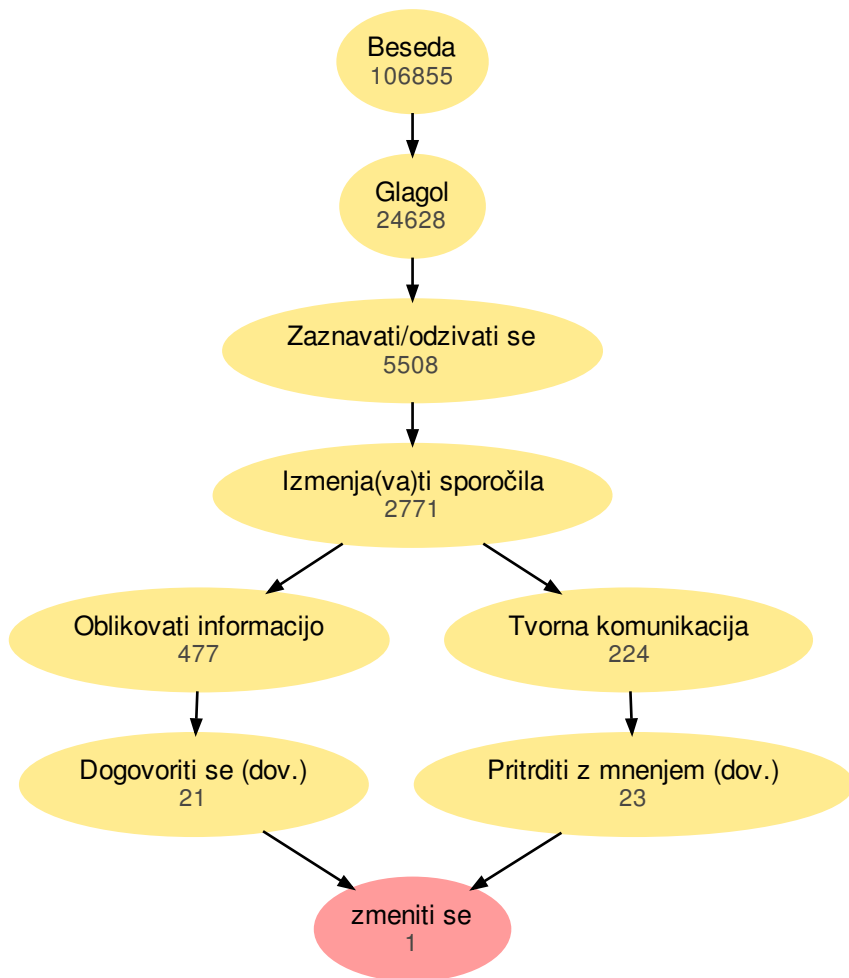 Beseda
106855
Glagol
24628
Zaznavati/odzivati se
5508
Izmenja(va)ti sporočila
2771
Oblikovati informacijo
477
Tvorna komunikacija
224
Dogovoriti se (dov.)
21
Pritrditi z mnenjem (dov.)
23
zmeniti se
1